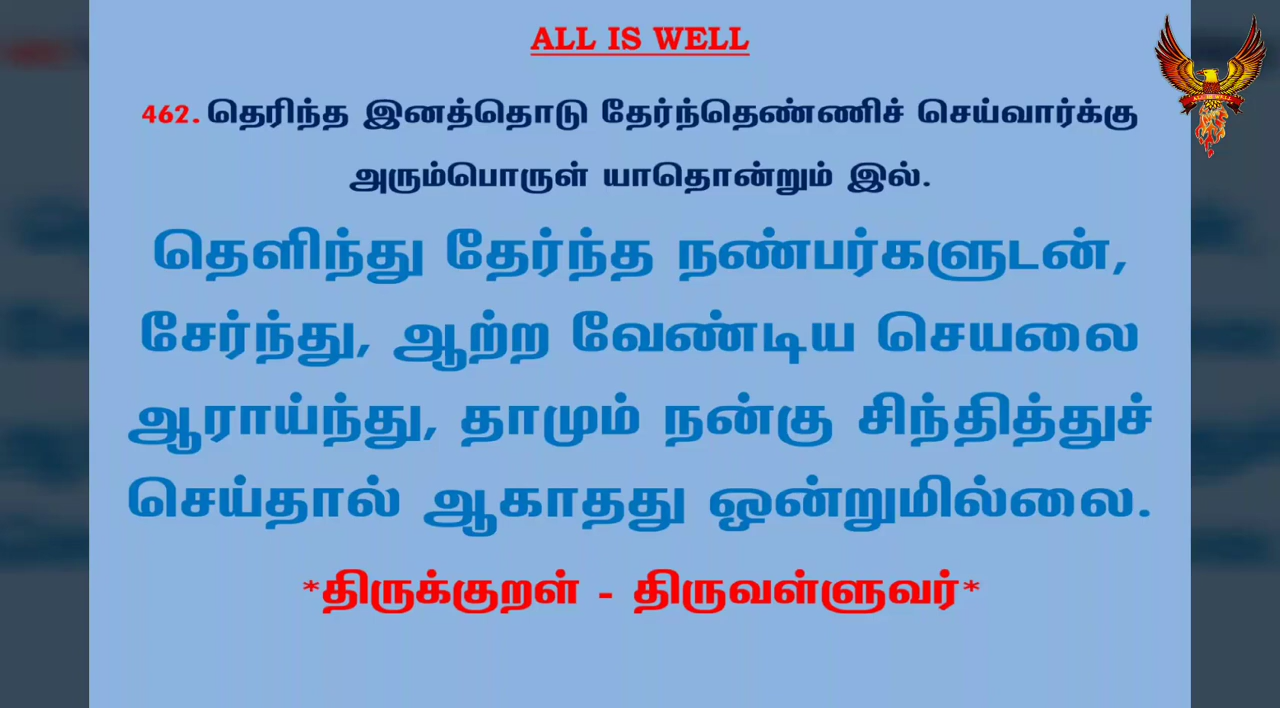 ALL IS WELL
462. தெரிந்த இனத்தொடு தேர்ந்தெண்ணிச் செய்வார்க்கு
அரும்பொருள் யாதொன்றும் இல்.
தெளிந்து தேர்ந்த நண்பர்களுடன்,
சேர்ந்து, ஆற்ற வேண்டிய செயலை
ஆராய்ந்து, தாமும் நன்கு சிந்தித்துச்
செய்தால் ஆகாதது ஒன்றுமில்லை.
*திருக்குறள் - திருவள்ளுவர்*